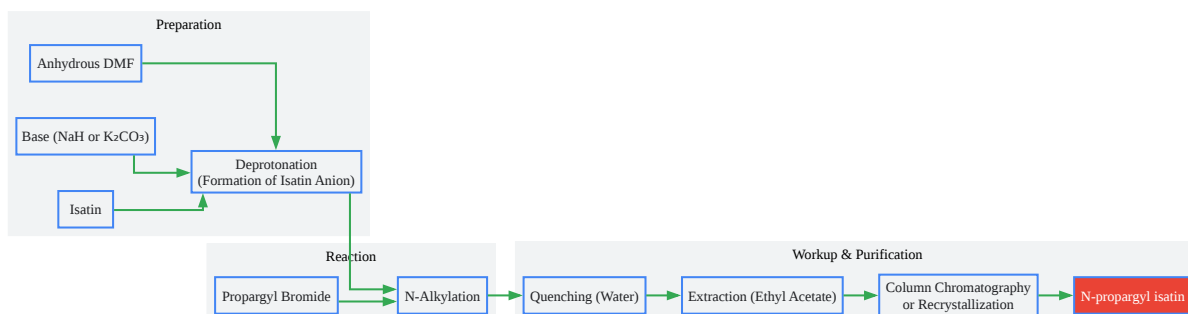 Preparation
Anhydrous DMF
Base (NaH or K₂CO₃)
Deprotonation
(Formation of Isatin Anion)
Isatin
Reaction
Propargyl Bromide
N-Alkylation
Workup & Purification
Quenching (Water)
Extraction (Ethyl Acetate)
Column Chromatography
or Recrystallization
N-propargyl isatin